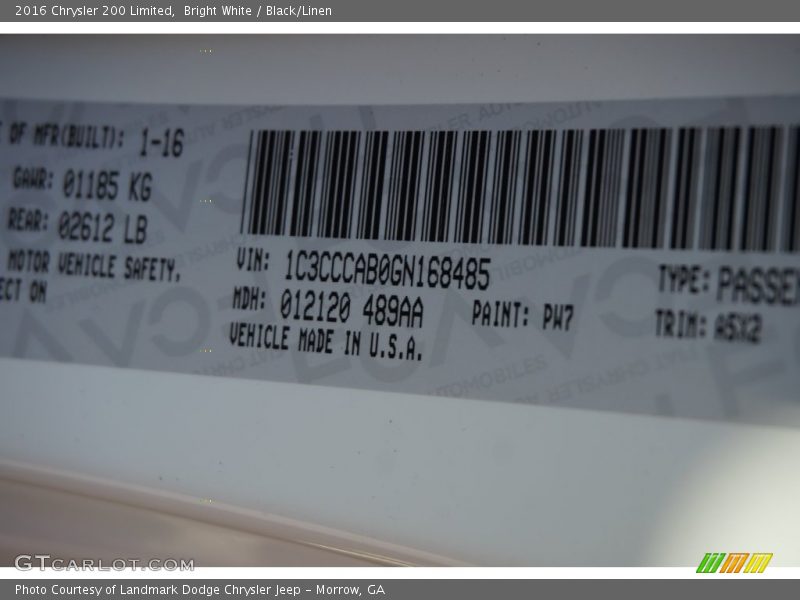 2016 Chrysler 200 Limited, Bright White / Black/Linen
OF MFR(BUILT): 1-16
GAWR: 01185 KG
REAR: 02612 LB
MOTOR VEHICLE SAFETY.
ECT ON
VIN: 1C3CCCAB0GN168485
MDH: 012120 489AA
PAINT: PW7
VEHICLE MADE IN U.S.A.
TYPE: PASSEN
TRIM: A5X2
GTCARLOT.COM
Photo Courtesy of Landmark Dodge Chrysler Jeep – Morrow, GA